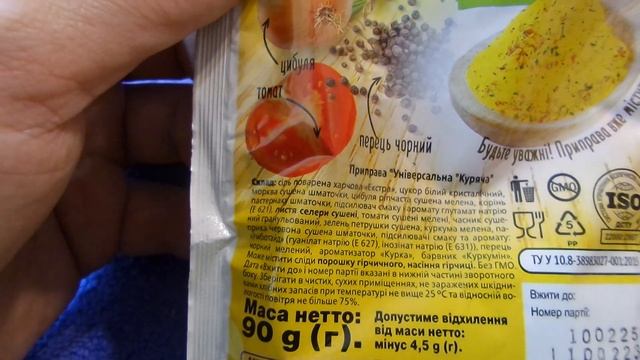 цибуля
томат
перець чорний
Будьте уважні! Приправа вже
Приправа "Універсальна "Куряча"
Склад: сіль поварена харчова «Екстра», цукор білий кристалічний,
морква сушена шматочки, цибуля ріпчаста сушена мелена, корінь
пастернаку шматочки, підсилювач смаку і аромату глутамат натрію
(Е 621), листя селери сушені, томати сушені мелені, часник суше-
ний гранульований, зелень петрушки сушена, куркума мелена, па-
прика червона сушена шматочки, підсилювачі смаку та аромату:
(гуанілат натрію (Е 627), інозінат натрію (Е 631)), перець
чорний мелений, ароматизатор «Курка», барвник «Куркумін».
Може містити сліди порошку гірчичного, насіння гірчиці. Без ГМО.
Дата «Вжити до» і номер партії вказані в нижній частині зворотного
боку. Зберігати в чистих, сухих приміщеннях, не заражених шкідни-
ками хлібних запасів при температурі не вище 25 °С та відносній во-
логості повітря не більше 75%.
GMO
ISO
5
PP
ТУ У 10.8-38983027-001:2015
Маса нетто:
90 g (г).
Допустиме відхилення
від маси нетто:
мінус 4,5 g (г).
Вжити до:
Номер партії:
100225